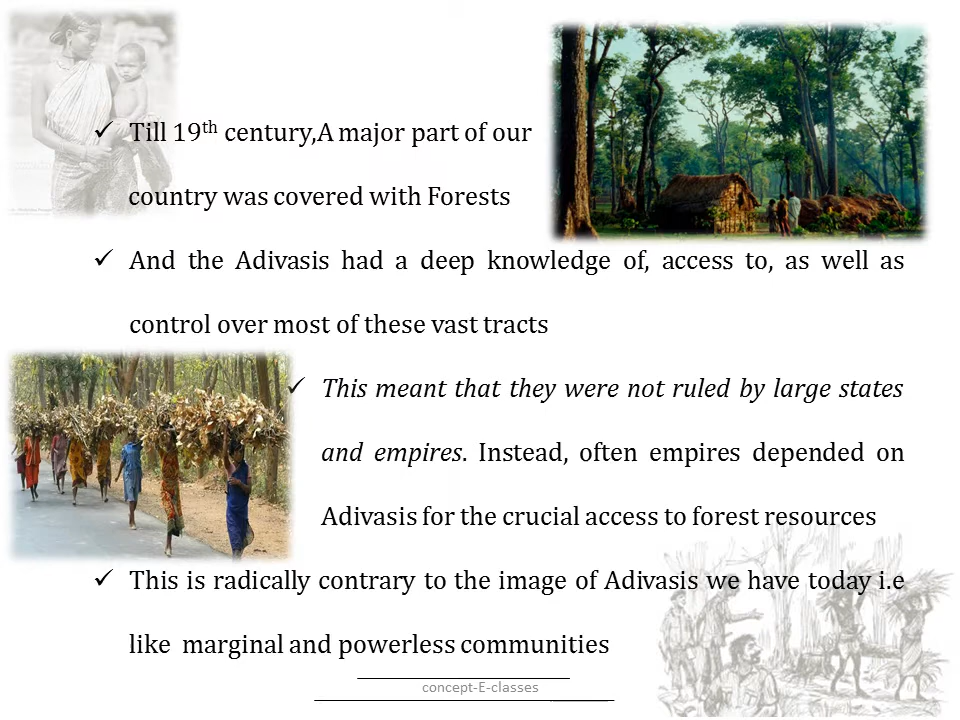 ✓ Till 19th century,A major part of our
country was covered with Forests
✓ And the Adivasis had a deep knowledge of, access to, as well as
control over most of these vast tracts
✓ This meant that they were not ruled by large states
and empires. Instead, often empires depended on
Adivasis for the crucial access to forest resources
✓ This is radically contrary to the image of Adivasis we have today i.e
like marginal and powerless communities
concept-E-classes